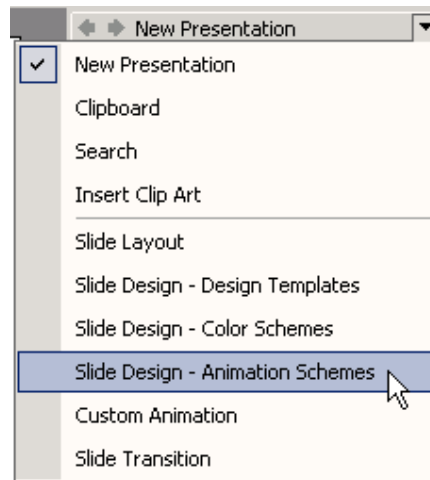 New Presentation
New Presentation
Clipboard
Search
Insert Clip Art
Slide Layout
Slide Design - Design Templates
Slide Design - Color Schemes
Slide Design - Animation Schemes
Custom Animation
Slide Transition